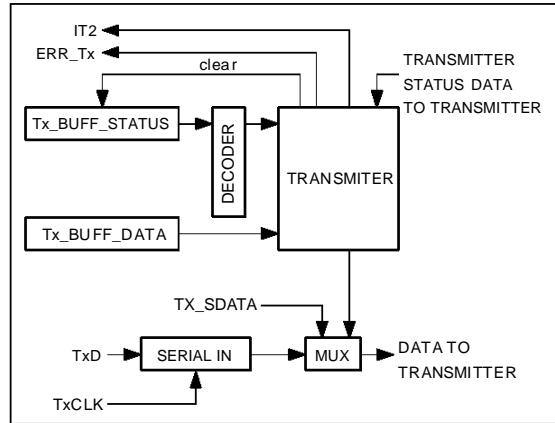 IT2
ERR_Tx
clear
TRANSMITTER
STATUS DATA
TO TRANSMITTER
Tx_BUFF_STATUS
DECODER
TRANSMITER
Tx_BUFF_DATA
TX_SDATA
TxD
SERIAL IN
MUX
DATA TO
TRANSMITTER
TxCLK